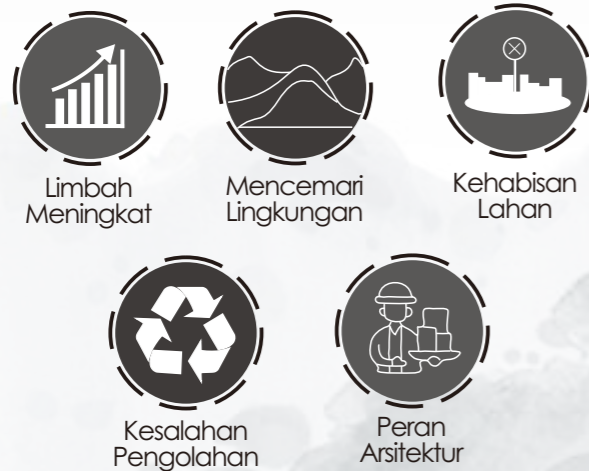 Limbah
Meningkat
Mencemari
Lingkungan
Kehabisan
Lahan
Kesalahan
Pengolahan
Peran
Arsitektur